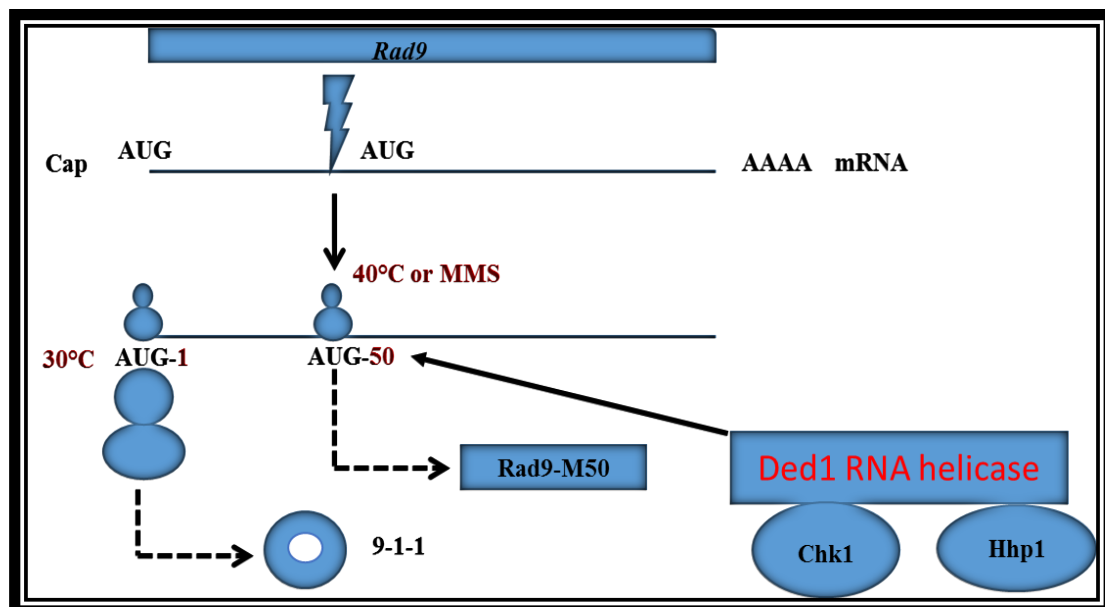 Rad9
Cap AUG AUG AAAA mRNA
40°C or MMS
30°C AUG-1 AUG-50
Rad9-M50 Ded1 RNA helicase
9-1-1 Chk1 Hhp1